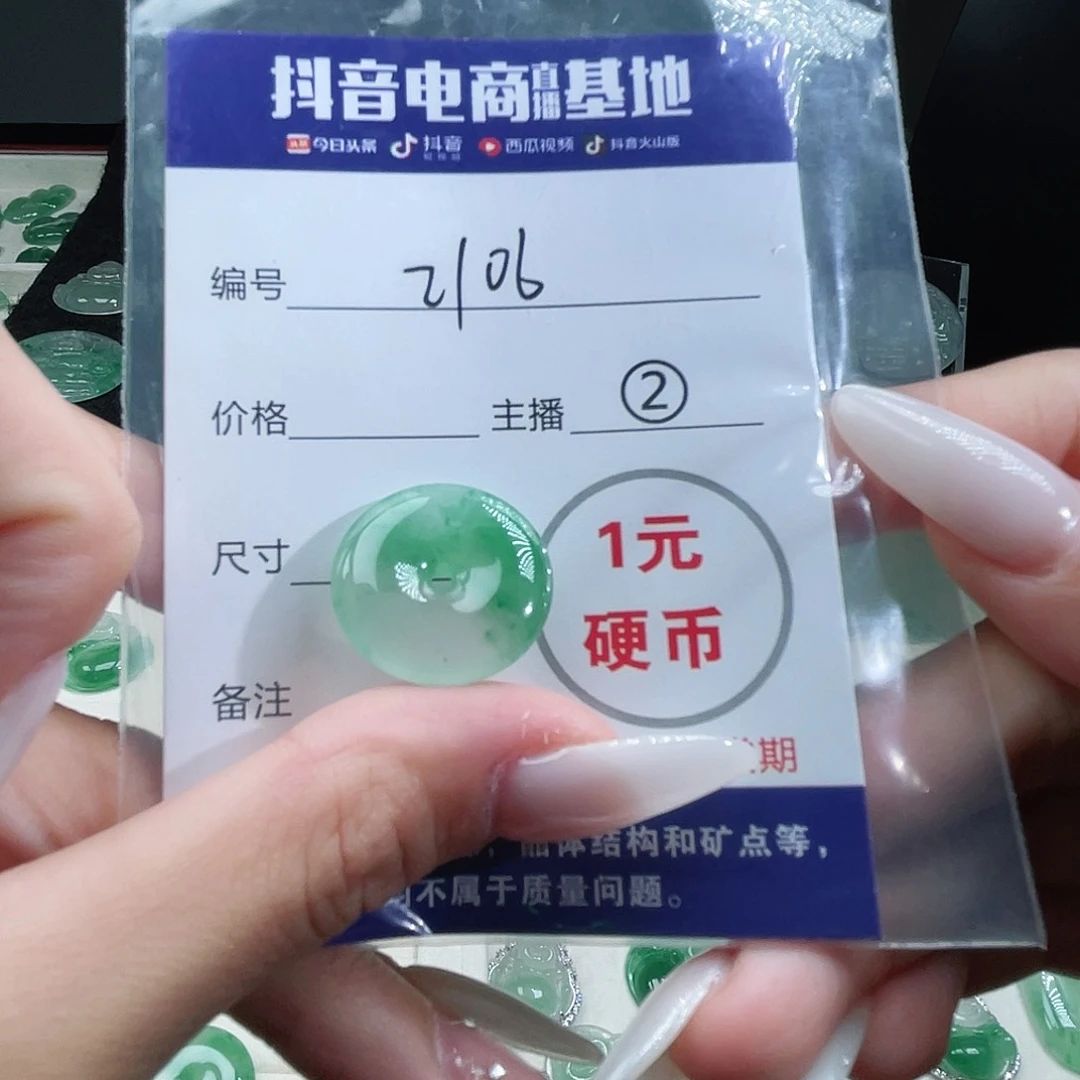 抖音电商直播基地
今日头条 抖音 西瓜视频 抖音火山版
编号 2106
价格 主播 ②
尺寸
1元
硬币
备注
期
晶体结构和矿点等，
不属于质量问题。